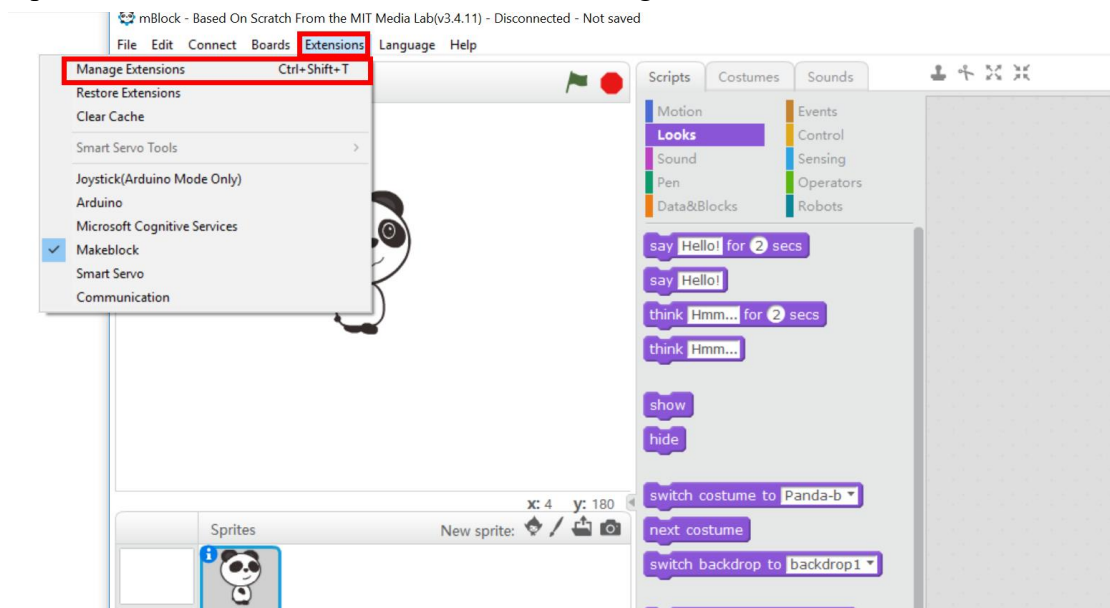 mBlock - Based On Scratch From the MIT Media Lab(v3.4.11) - Disconnected - Not saved
File Edit Connect Boards Extensions Language Help
Manage Extensions Ctrl+Shift+T
Restore Extensions
Clear Cache
Smart Servo Tools
Joystick(Arduino Mode Only)
Arduino
Microsoft Cognitive Services
Makeblock
Smart Servo
Communication
Scripts Costumes Sounds
Motion Events
Looks Control
Sound Sensing
Pen Operators
Data&Blocks Robots
say Hello! for 2 secs
say Hello!
think Hmm... for 2 secs
think Hmm...
show
hide
switch costume to Panda-b
next costume
switch backdrop to backdrop1
x: 4 y: 180
Sprites New sprite: